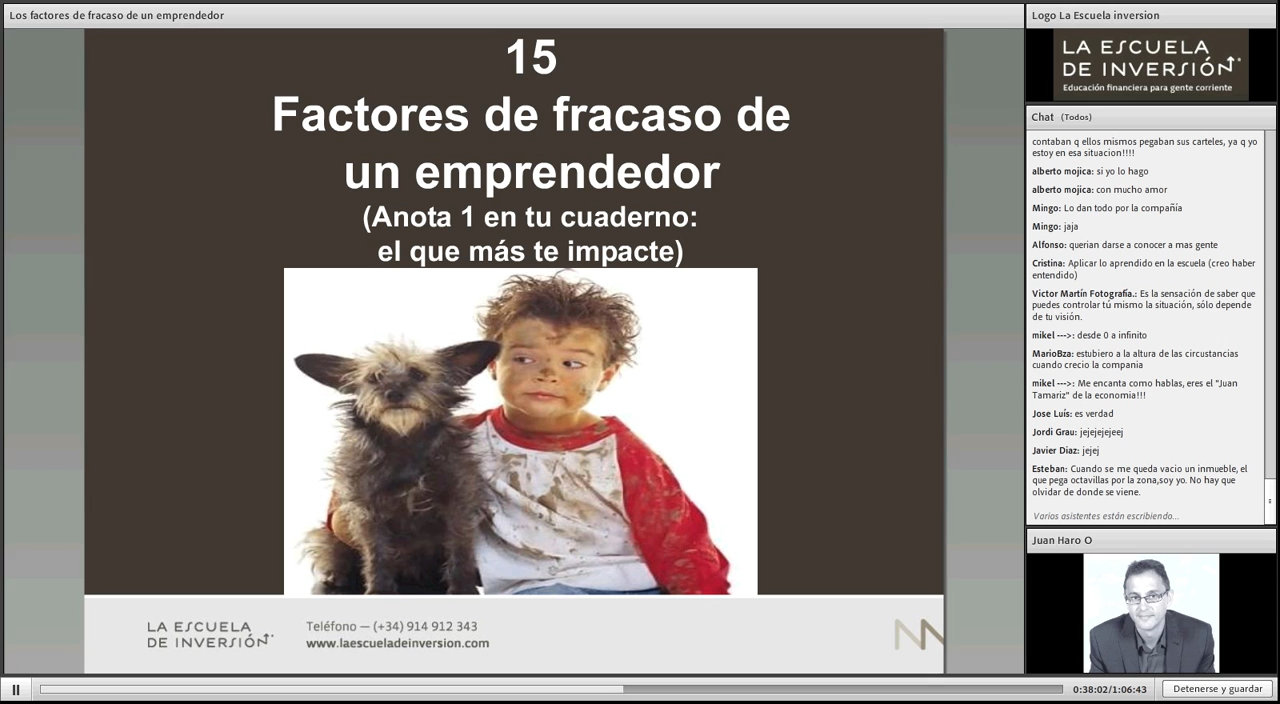 Los factores de fracaso de un emprendedor
15
Factores de fracaso de
un emprendedor
(Anota 1 en tu cuaderno:
el que más te impacte)
LA ESCUELA
DE INVERSIÓN
Teléfono — (+34) 914 912 343
www.laescueladeinversion.com
Logo La Escuela inversion
LA ESCUELA
DE INVERSIÓN
Educación financiera para gente corriente
Chat (Todos)
contaban q ellos mismos pegaban sus carteles, ya q yo
estoy en esa situacion!!!!
alberto mojica: si yo lo hago
alberto mojica: con mucho amor
Mingo: Lo dan todo por la compañía
Mingo: jaja
Alfonso: querian darse a conocer a mas gente
Cristina: Aplicar lo aprendido en la escuela (creo haber
entendido)
Victor Martín Fotografía.: Es la sensación de saber que
puedes controlar tú mismo la situación, sólo depende
de tu visión.
mikel --->: desde 0 a infinito
MarioBza: estubiero a la altura de las circustancias
cuando crecio la compania
mikel --->: Me encanta como hablas, eres el "Juan
Tamariz" de la economia!!!
Jose Luís: es verdad
Jordi Grau: jejejejejeej
Javier Diaz: jejej
Esteban: Cuando se me queda vacio un inmueble, el
que pega octavillas por la zona,soy yo. No hay que
olvidar de donde se viene.
Varios asistentes están escribiendo...
Juan Haro O
0:38:02/1:06:43
Detenerse y guardar